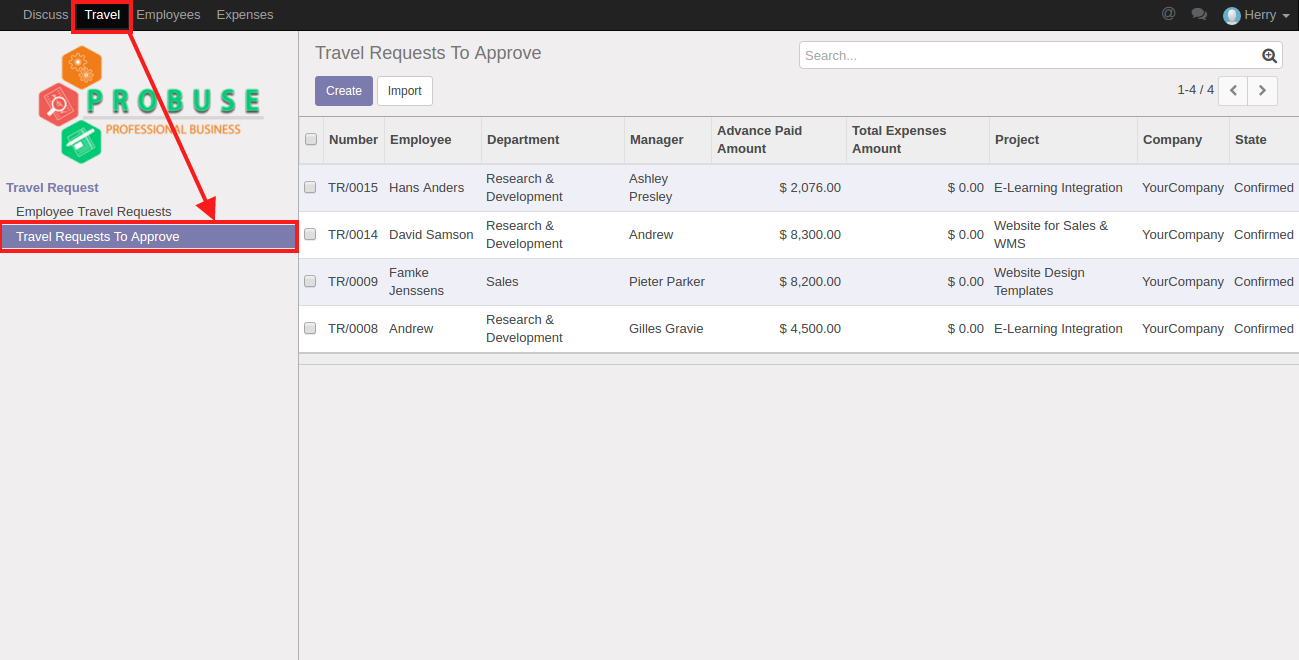 Discuss Travel Employees Expenses @ Herry
PROBUSE
PROFESSIONAL BUSINESS
Travel Request
Employee Travel Requests
Travel Requests To Approve
Travel Requests To Approve
Search...
Create Import
1-4 / 4
Number Employee Department Manager Advance Paid Amount Total Expenses Amount Project Company State
TR/0015 Hans Anders Research & Development Ashley Presley $ 2,076.00 $ 0.00 E-Learning Integration YourCompany Confirmed
TR/0014 David Samson Research & Development Andrew $ 8,300.00 $ 0.00 Website for Sales & WMS YourCompany Confirmed
TR/0009 Famke Jenssens Sales Pieter Parker $ 8,200.00 $ 0.00 Website Design Templates YourCompany Confirmed
TR/0008 Andrew Research & Development Gilles Gravie $ 4,500.00 $ 0.00 E-Learning Integration YourCompany Confirmed